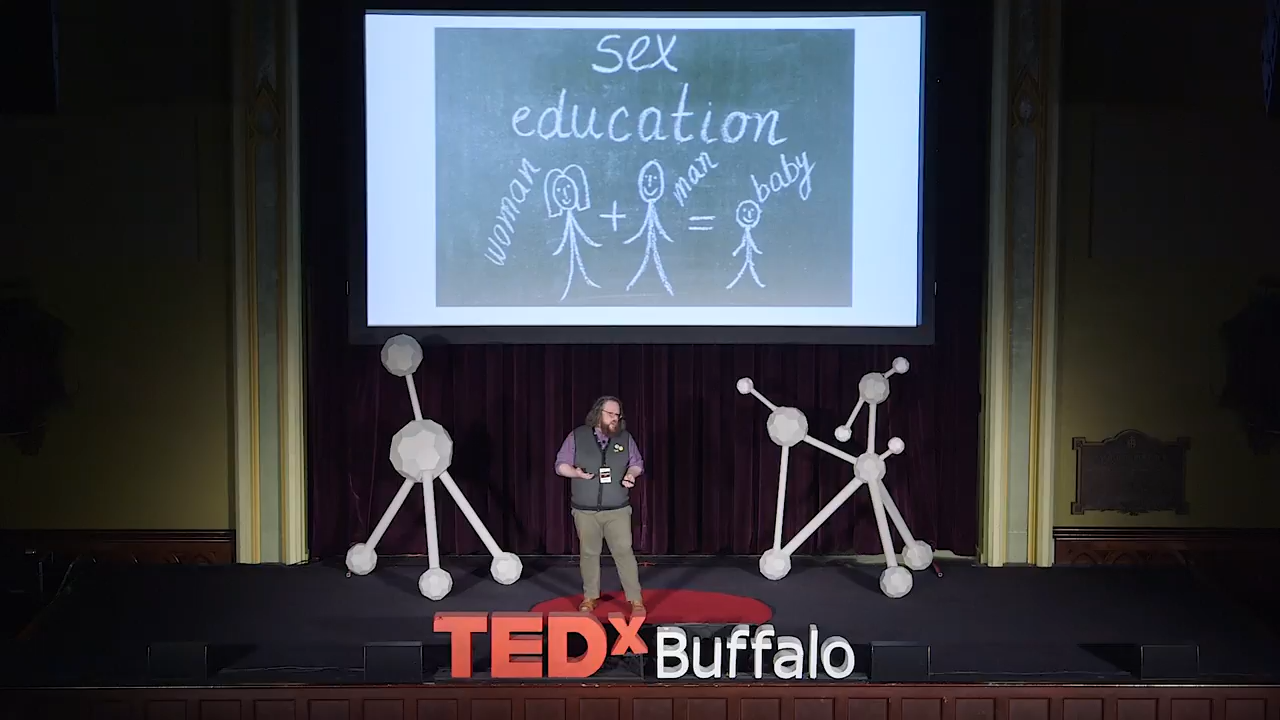 sex
education
woman + man = baby
TEDx Buffalo